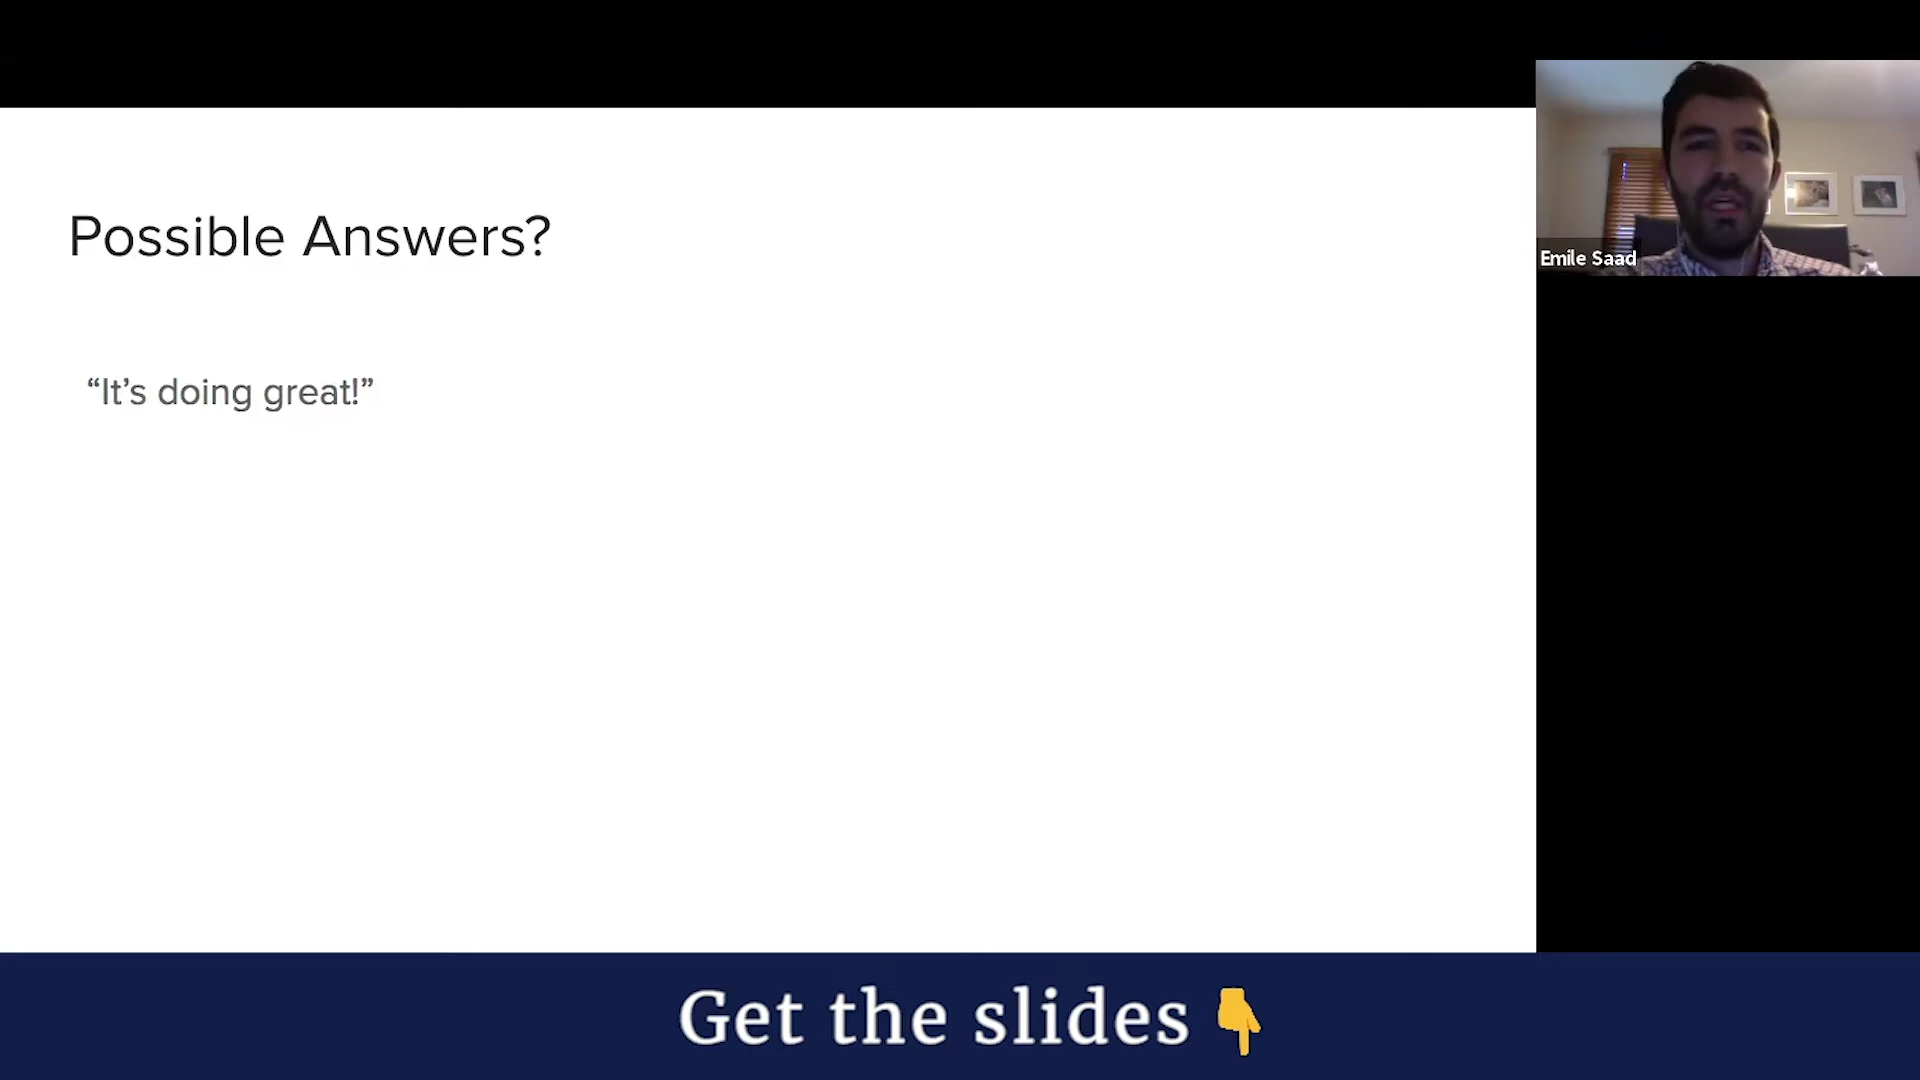 Possible Answers?
“It’s doing great!”
Emile Saad
Get the slides 👇